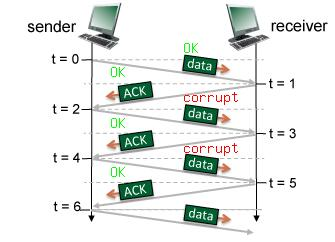 sender
receiver
OK
t = 0
data
OK
t = 1
ACK
corrupt
t = 2
data
OK
t = 3
ACK
corrupt
t = 4
data
OK
t = 5
ACK
t = 6
data